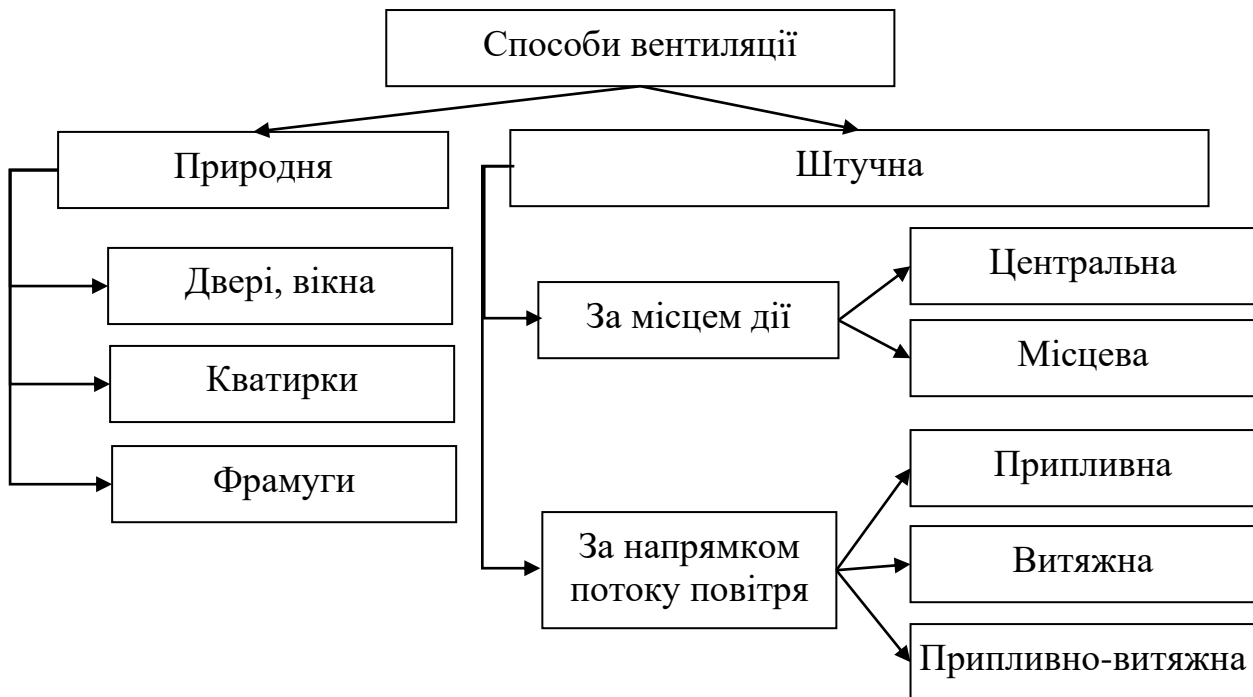 Способи вентиляції
Природня
Штучна
Двері, вікна
Кватирки
Фрамуги
За місцем дії
Центральна
Місцева
За напрямком
потоку повітря
Припливна
Витяжна
Припливно-витяжна